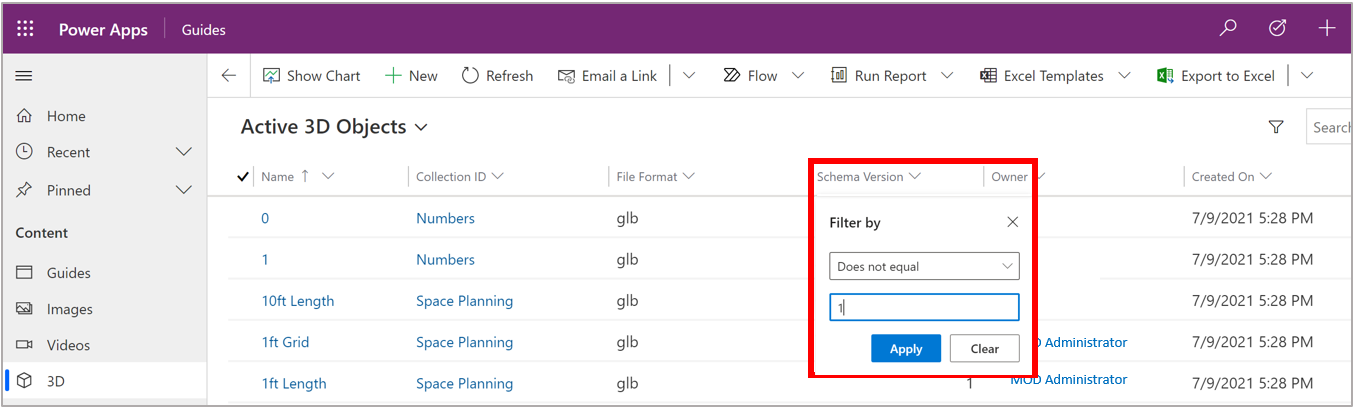 Power Apps Guides
Show Chart New Refresh Email a Link Flow Run Report Excel Templates Export to Excel
Home
Recent
Pinned
Content
Guides
Images
Videos
3D
Active 3D Objects
Search
Name Collection ID File Format Schema Version Owner Created On
0 Numbers glb 7/9/2021 5:28 PM
1 Numbers glb 7/9/2021 5:28 PM
10ft Length Space Planning glb 7/9/2021 5:28 PM
1ft Grid Space Planning glb D Administrator 7/9/2021 5:28 PM
1ft Length Space Planning glb 1 MOD Administrator 7/9/2021 5:28 PM
Filter by
Does not equal
1
Apply Clear